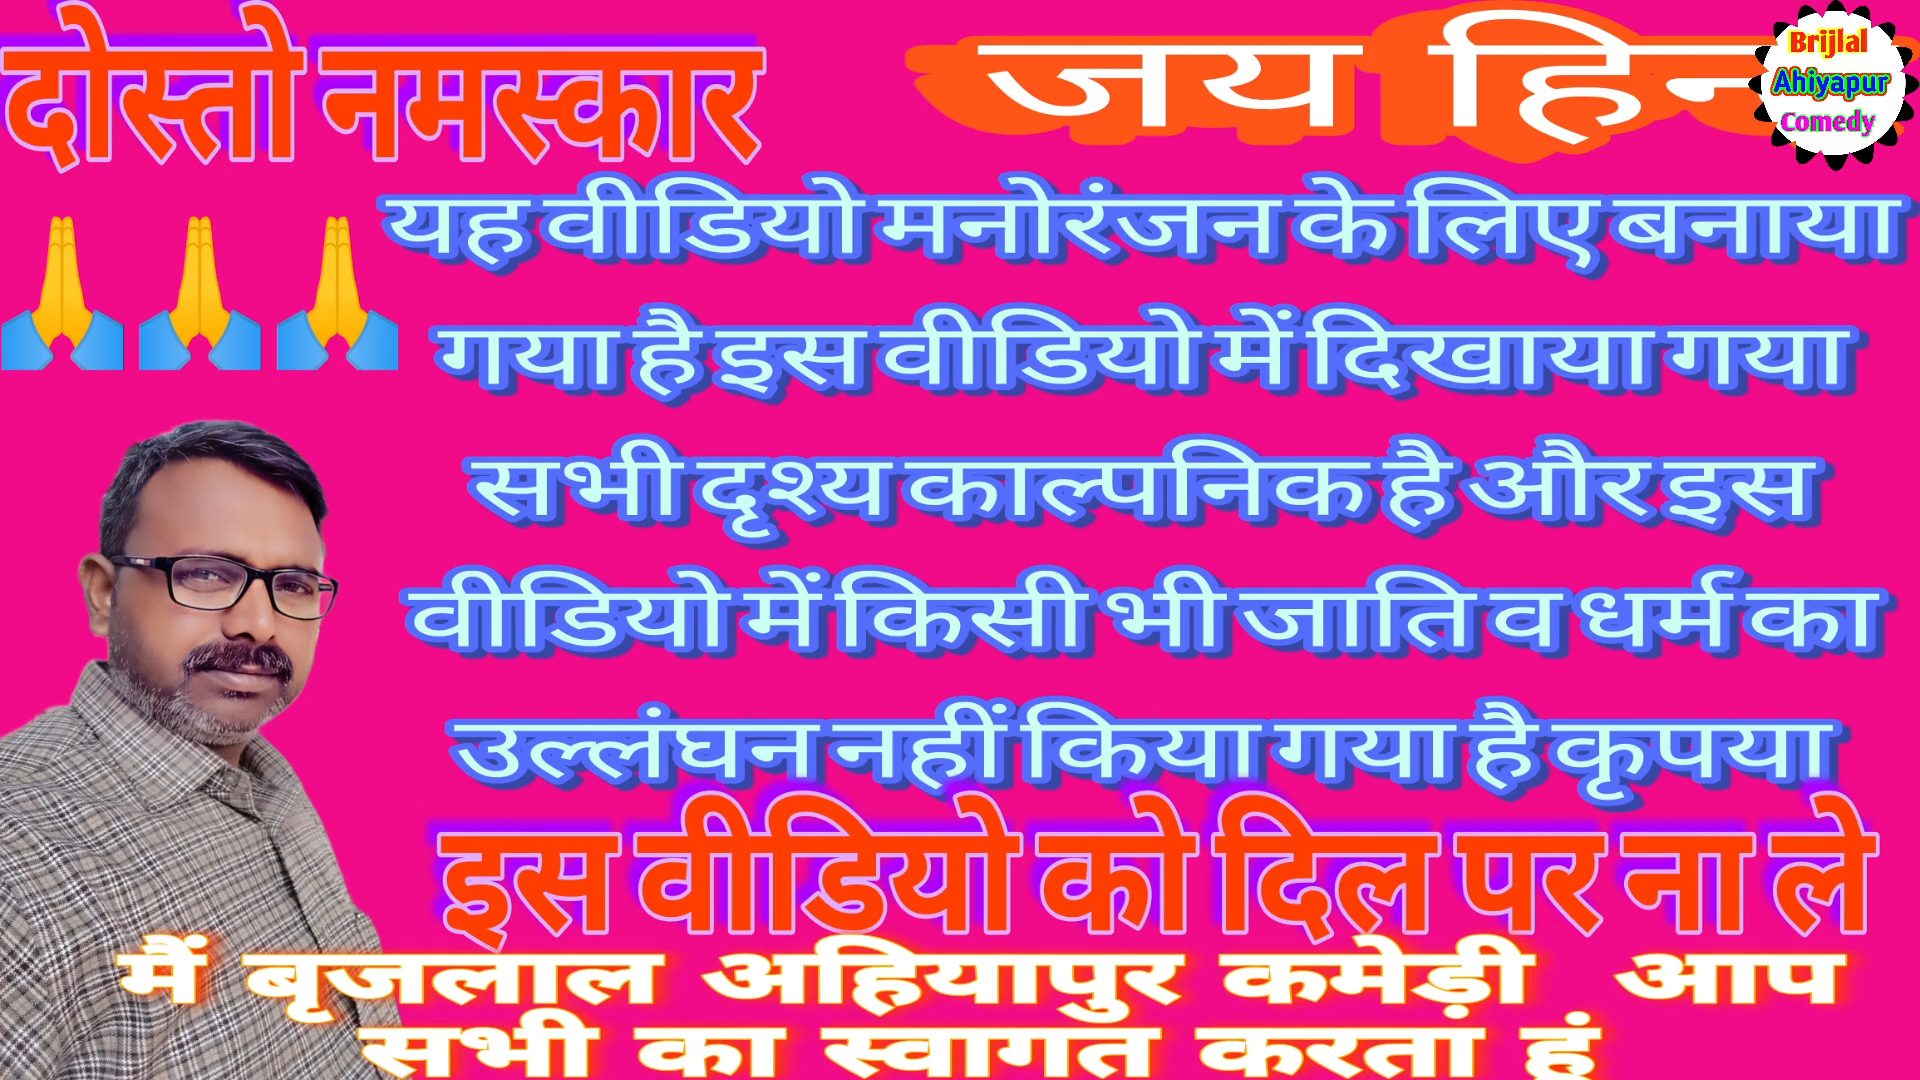 दोस्तो नमस्कार
जय हिन
Brijlal
Ahiyapur
Comedy
यह वीडियो मनोरंजन के लिए बनाया
गया है इस वीडियो में दिखाया गया
सभी दृश्य काल्पनिक है और इस
वीडियो में किसी भी जाति व धर्म का
उल्लंघन नहीं किया गया है कृपया
इस वीडियो को दिल पर ना ले
मैं बृजलाल अहियापुर कमेड़ी आप
सभी का स्वागत करता हूं